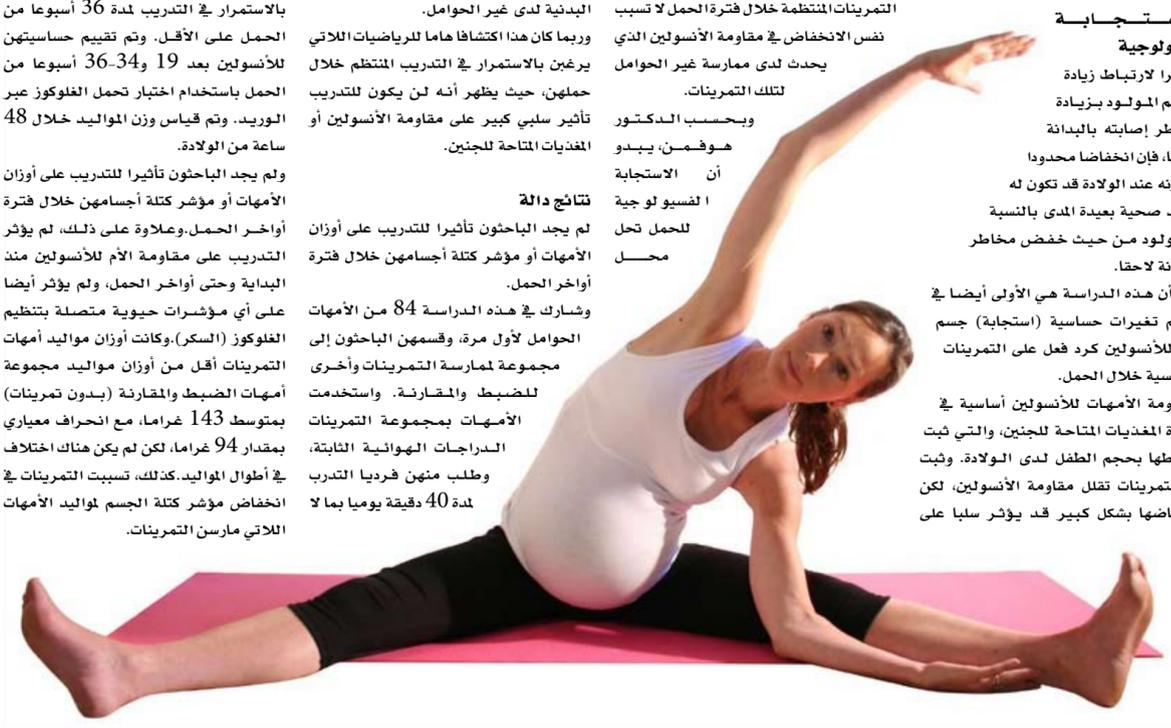 ولوجية
لارتباط زيادة
المولود بزيادة
إصابته بالبدانة
فإن انخفاضا محدودا
عند الولادة قد تكون له
صحية بعيدة المدى بالنسبة
من حيث خفض مخاطر
لاحقا.
أن هذه الدراسة هي الأولى أيضا في
تغيرات حساسية (استجابة) جسم
للأنسولين كرد فعل على التمرينات
خلال الحمل.
الأمهات للأنسولين أساسية في
المغذيات المتاحة للجنين، والتي ثبت
بحجم الطفل لدى الولادة. وثبت
تقلل مقاومة الأنسولين، لكن
بشكل كبير قد يؤثر سلبا على
التمرينات المنتظمة خلال فترة الحمل لا تسبب
نفس الانخفاض في مقاومة الأنسولين الذي
يحدث لدى ممارسة غير الحوامل
لتلك التمرينات.
وبحسب الدكتور
هوفمن، يبدو
أن الاستجابة
الفسيولوجية
للحمل تحل
محل
البدنية لدى غير الحوامل.
وربما كان هذا اكتشافا هاما للرياضيات اللاتي
يرغبن بالاستمرار في التدريب المنتظم خلال
حملهن، حيث يظهر أنه لن يكون للتدريب
تأثير سلبي كبير على مقاومة الأنسولين أو
المغذيات المتاحة للجنين.
نتائج دالة
لم يجد الباحثون تأثيرا للتدريب على أوزان
الأمهات أو مؤشر كتلة أجسامهن خلال فترة
أواخر الحمل.
وشارك في هذه الدراسة 84 من الأمهات
الحوامل لأول مرة، وقسمهن الباحثون إلى
مجموعة لممارسة التمرينات وأخرى
للضبط والمقارنة. واستخدمت
الأمهات بمجموعة التمرينات
الدراجات الهوائية الثابتة،
وطلب منهن فرديا التدرب
لمدة 40 دقيقة يوميا بما لا
بالاستمرار في التدريب لمدة 36 أسبوعا من
الحمل على الأقل. وتم تقييم حساسيتهن
للأنسولين بعد 19 و34-36 أسبوعا من
الحمل باستخدام اختبار تحمل الغلوكوز عبر
الوريد. وتم قياس وزن المواليد خلال 48
ساعة من الولادة.
ولم يجد الباحثون تأثيرا للتدريب على أوزان
الأمهات أو مؤشر كتلة أجسامهن خلال فترة
أواخر الحمل.وعلاوة على ذلك، لم يؤثر
التدريب على مقاومة الأم للأنسولين منذ
البداية وحتى أواخر الحمل، ولم يؤثر أيضا
على أي مؤشرات حيوية متصلة بتنظيم
الغلوكوز (السكر).وكانت أوزان مواليد أمهات
التمرينات أقل من أوزان مواليد مجموعة
أمهات الضبط والمقارنة (بدون تمرينات)
بمتوسط 143 غراما، مع انحراف معياري
بمقدار 94 غراما، لكن لم يكن هناك اختلاف
في أطوال المواليد.كذلك، تسببت التمرينات في
انخفاض مؤشر كتلة الجسم لمواليد الأمهات
اللاتي مارسن التمرينات.